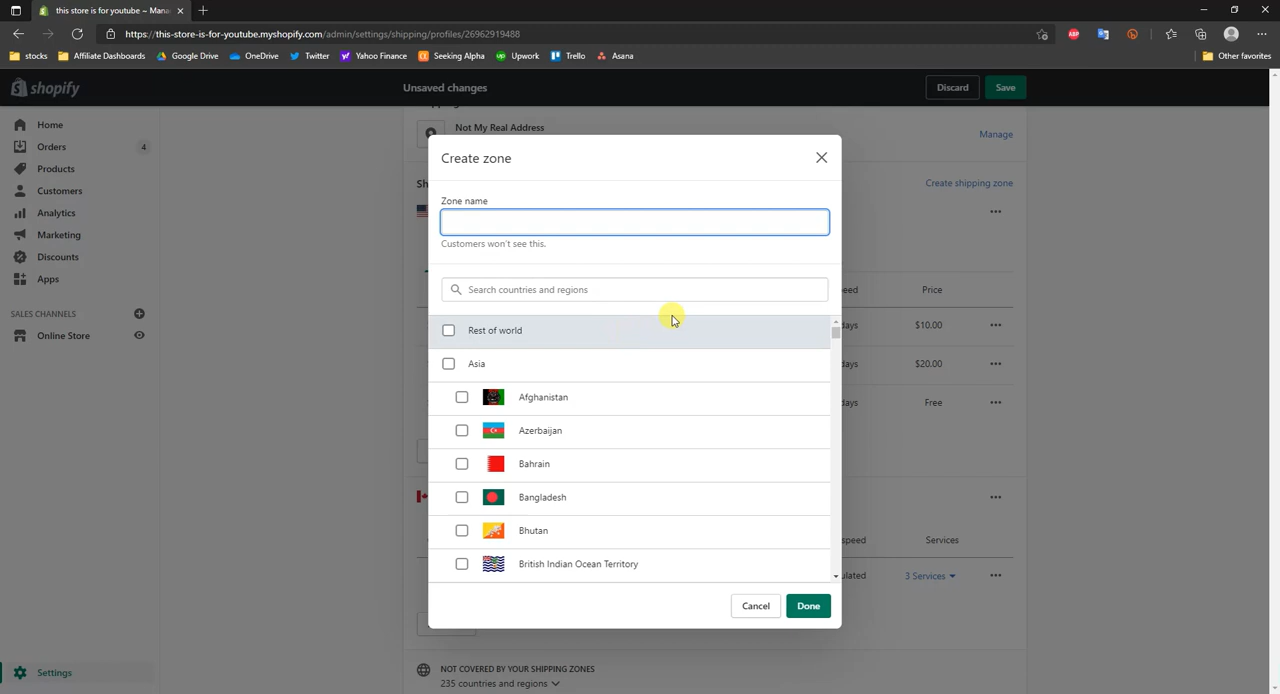 this store is for youtube ~ Mana
https://this-store-is-for-youtube.myshopify.com/admin/settings/shipping/profiles/26962919488
stocks Affiliate Dashboards Google Drive OneDrive Twitter Yahoo Finance Seeking Alpha Upwork Trello Asana Other favorites
shopify Unsaved changes Discard Save
Home
Orders 4
Products
Customers
Analytics
Marketing
Discounts
Apps
SALES CHANNELS
Online Store
Settings
Not My Real Address Manage
Sh Create shipping zone
eed Price
days $10.00
days $20.00
days Free
speed Services
ulated 3 Services
NOT COVERED BY YOUR SHIPPING ZONES
235 countries and regions
Create zone
Zone name
Customers won't see this.
Search countries and regions
Rest of world
Asia
Afghanistan
Azerbaijan
Bahrain
Bangladesh
Bhutan
British Indian Ocean Territory
Cancel Done